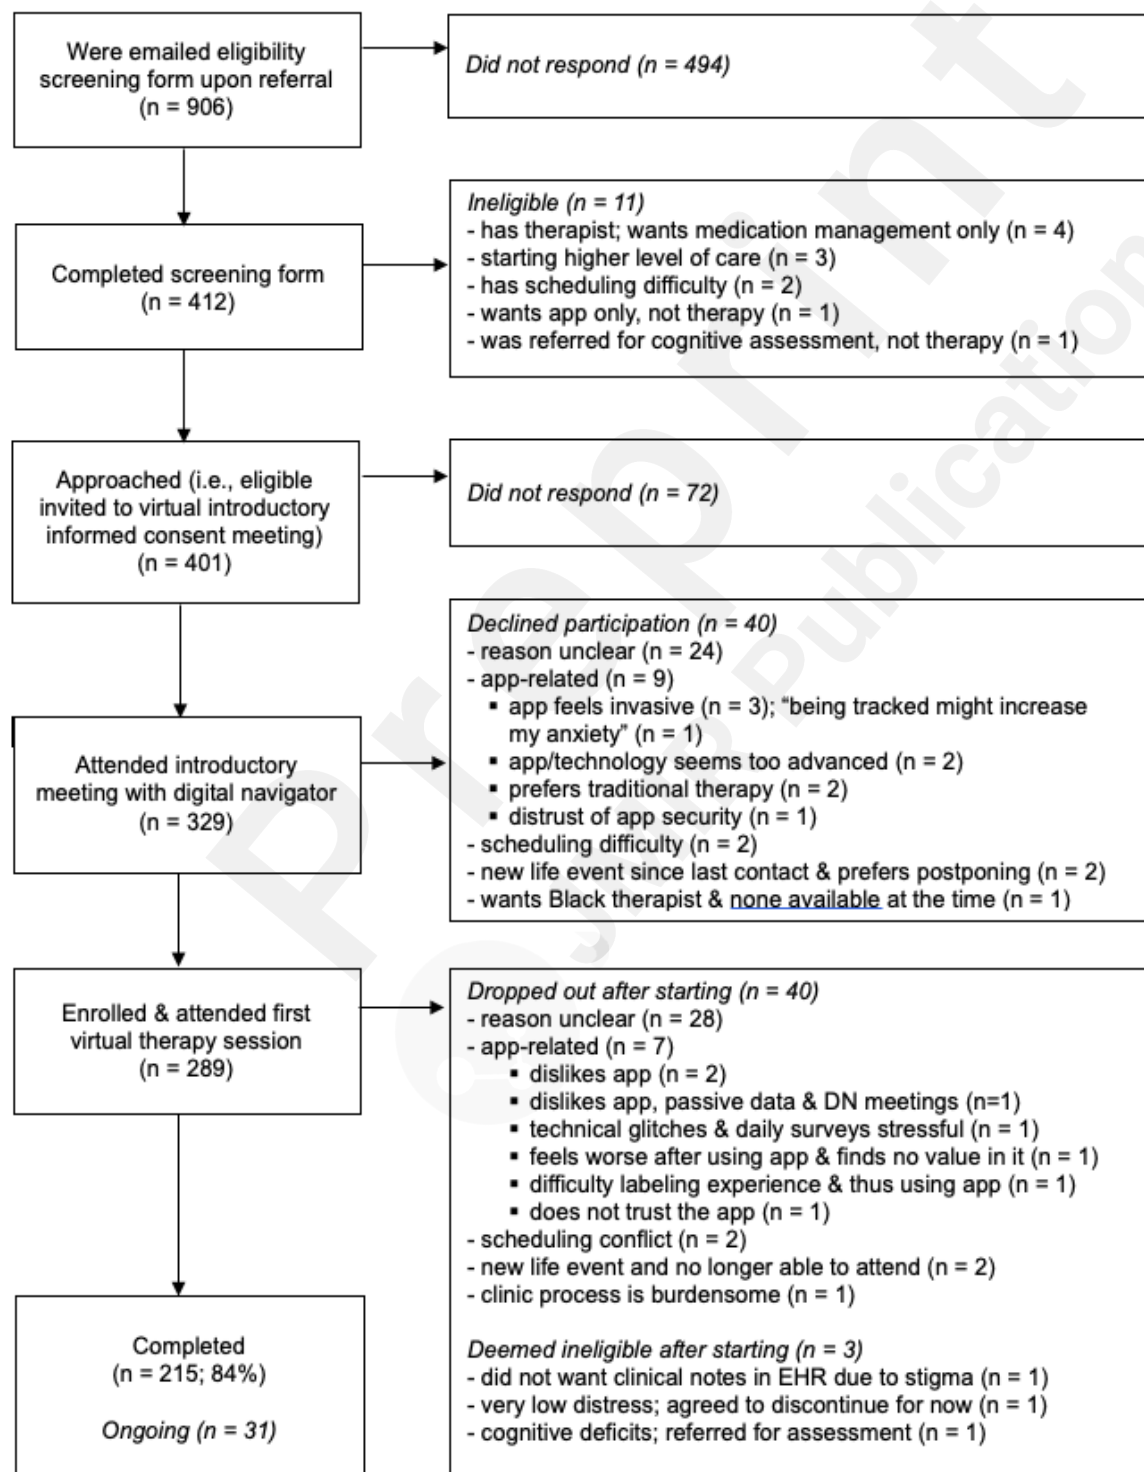 Were emailed eligibility
screening form upon referral
(n = 906)
Did not respond (n = 494)
Completed screening form
(n = 412)
Ineligible (n = 11)
- has therapist; wants medication management only (n = 4)
- starting higher level of care (n = 3)
- has scheduling difficulty (n = 2)
- wants app only, not therapy (n = 1)
- was referred for cognitive assessment, not therapy (n = 1)
Approached (i.e., eligible
invited to virtual introductory
informed consent meeting)
(n = 401)
Did not respond (n = 72)
Attended introductory
meeting with digital navigator
(n = 329)
Declined participation (n = 40)
- reason unclear (n = 24)
- app-related (n = 9)
▪ app feels invasive (n = 3); “being tracked might increase
my anxiety” (n = 1)
▪ app/technology seems too advanced (n = 2)
▪ prefers traditional therapy (n = 2)
▪ distrust of app security (n = 1)
- scheduling difficulty (n = 2)
- new life event since last contact & prefers postponing (n = 2)
- wants Black therapist & none available at the time (n = 1)
Enrolled & attended first
virtual therapy session
(n = 289)
Dropped out after starting (n = 40)
- reason unclear (n = 28)
- app-related (n = 7)
▪ dislikes app (n = 2)
▪ dislikes app, passive data & DN meetings (n=1)
▪ technical glitches & daily surveys stressful (n = 1)
▪ feels worse after using app & finds no value in it (n = 1)
▪ difficulty labeling experience & thus using app (n = 1)
▪ does not trust the app (n = 1)
- scheduling conflict (n = 2)
- new life event and no longer able to attend (n = 2)
- clinic process is burdensome (n = 1)
Deemed ineligible after starting (n = 3)
- did not want clinical notes in EHR due to stigma (n = 1)
- very low distress; agreed to discontinue for now (n = 1)
- cognitive deficits; referred for assessment (n = 1)
Completed
(n = 215; 84%)
Ongoing (n = 31)
Preprint
JMIR Publication